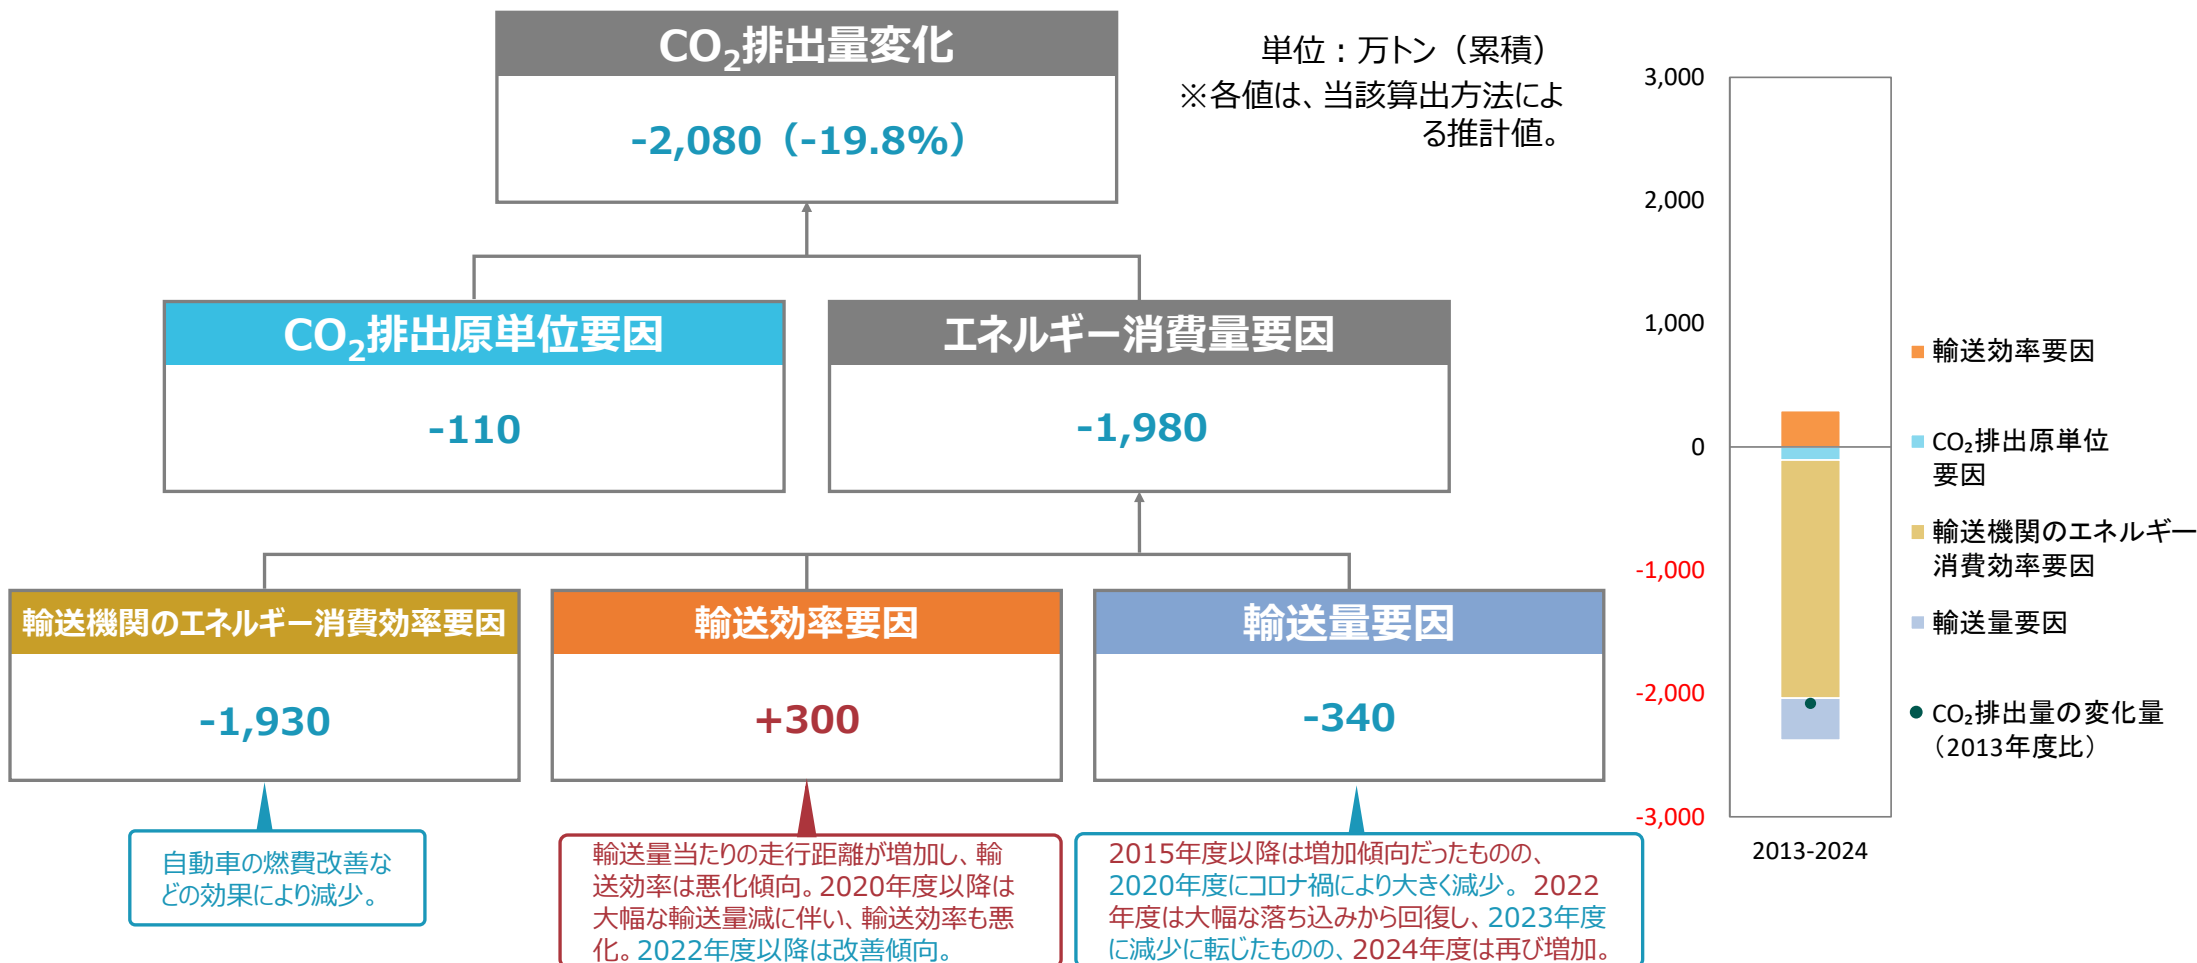 CO₂排出量変化
-2,080（-19.8%）
単位：万トン（累積）
※各値は、当該算出方法によ
る推計値。
CO₂排出原単位要因
-110
エネルギー消費量要因
-1,980
輸送機関のエネルギー消費効率要因
-1,930
輸送効率要因
+300
輸送量要因
-340
自動車の燃費改善な
どの効果により減少。
輸送量当たりの走行距離が増加し、輸
送効率は悪化傾向。2020年度以降は
大幅な輸送量減に伴い、輸送効率も悪
化。2022年度以降は改善傾向。
2015年度以降は増加傾向だったものの、
2020年度にコロナ禍により大きく減少。 2022
年度は大幅な落ち込みから回復し、2023年度
に減少に転じたものの、2024年度は再び増加。
3,000
2,000
1,000
0
-1,000
-2,000
-3,000
2013-2024
輸送効率要因
CO₂排出原単位
要因
輸送機関のエネルギー
消費効率要因
輸送量要因
CO₂排出量の変化量
（2013年度比）